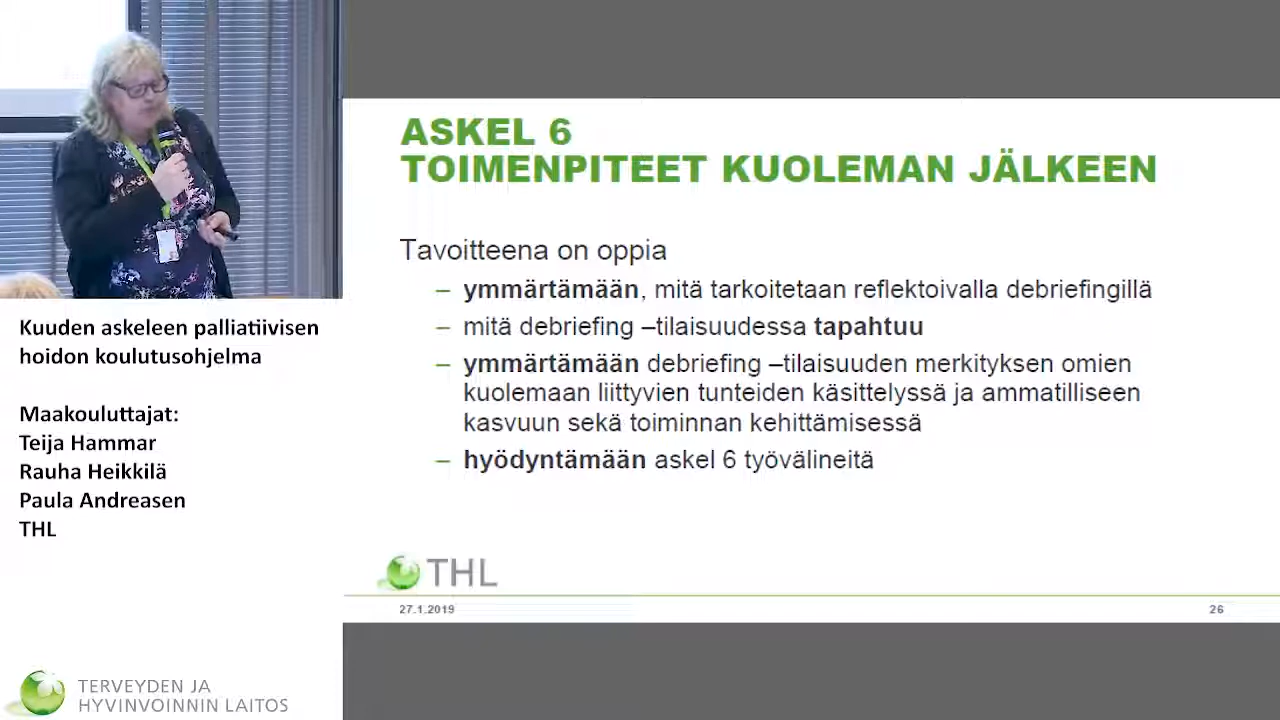 ASKEL 6
TOIMENPITEET KUOLEMAN JÄLKEEN
Tavoitteena on oppia
– ymmärtämään, mitä tarkoitetaan reflektoivalla debriefingillä
– mitä debriefing –tilaisuudessa tapahtuu
– ymmärtämään debriefing –tilaisuuden merkityksen omien
kuolemaan liittyvien tunteiden käsittelyssä ja ammatilliseen
kasvuun sekä toiminnan kehittämisessä
– hyödyntämään askel 6 työvälineitä
THL
27.1.2019
26
Kuuden askeleen palliatiivisen
hoidon koulutusohjelma
Maakouluttajat:
Teija Hammar
Rauha Heikkilä
Paula Andreasen
THL
TERVEYDEN JA
HYVINVOINNIN LAITOS